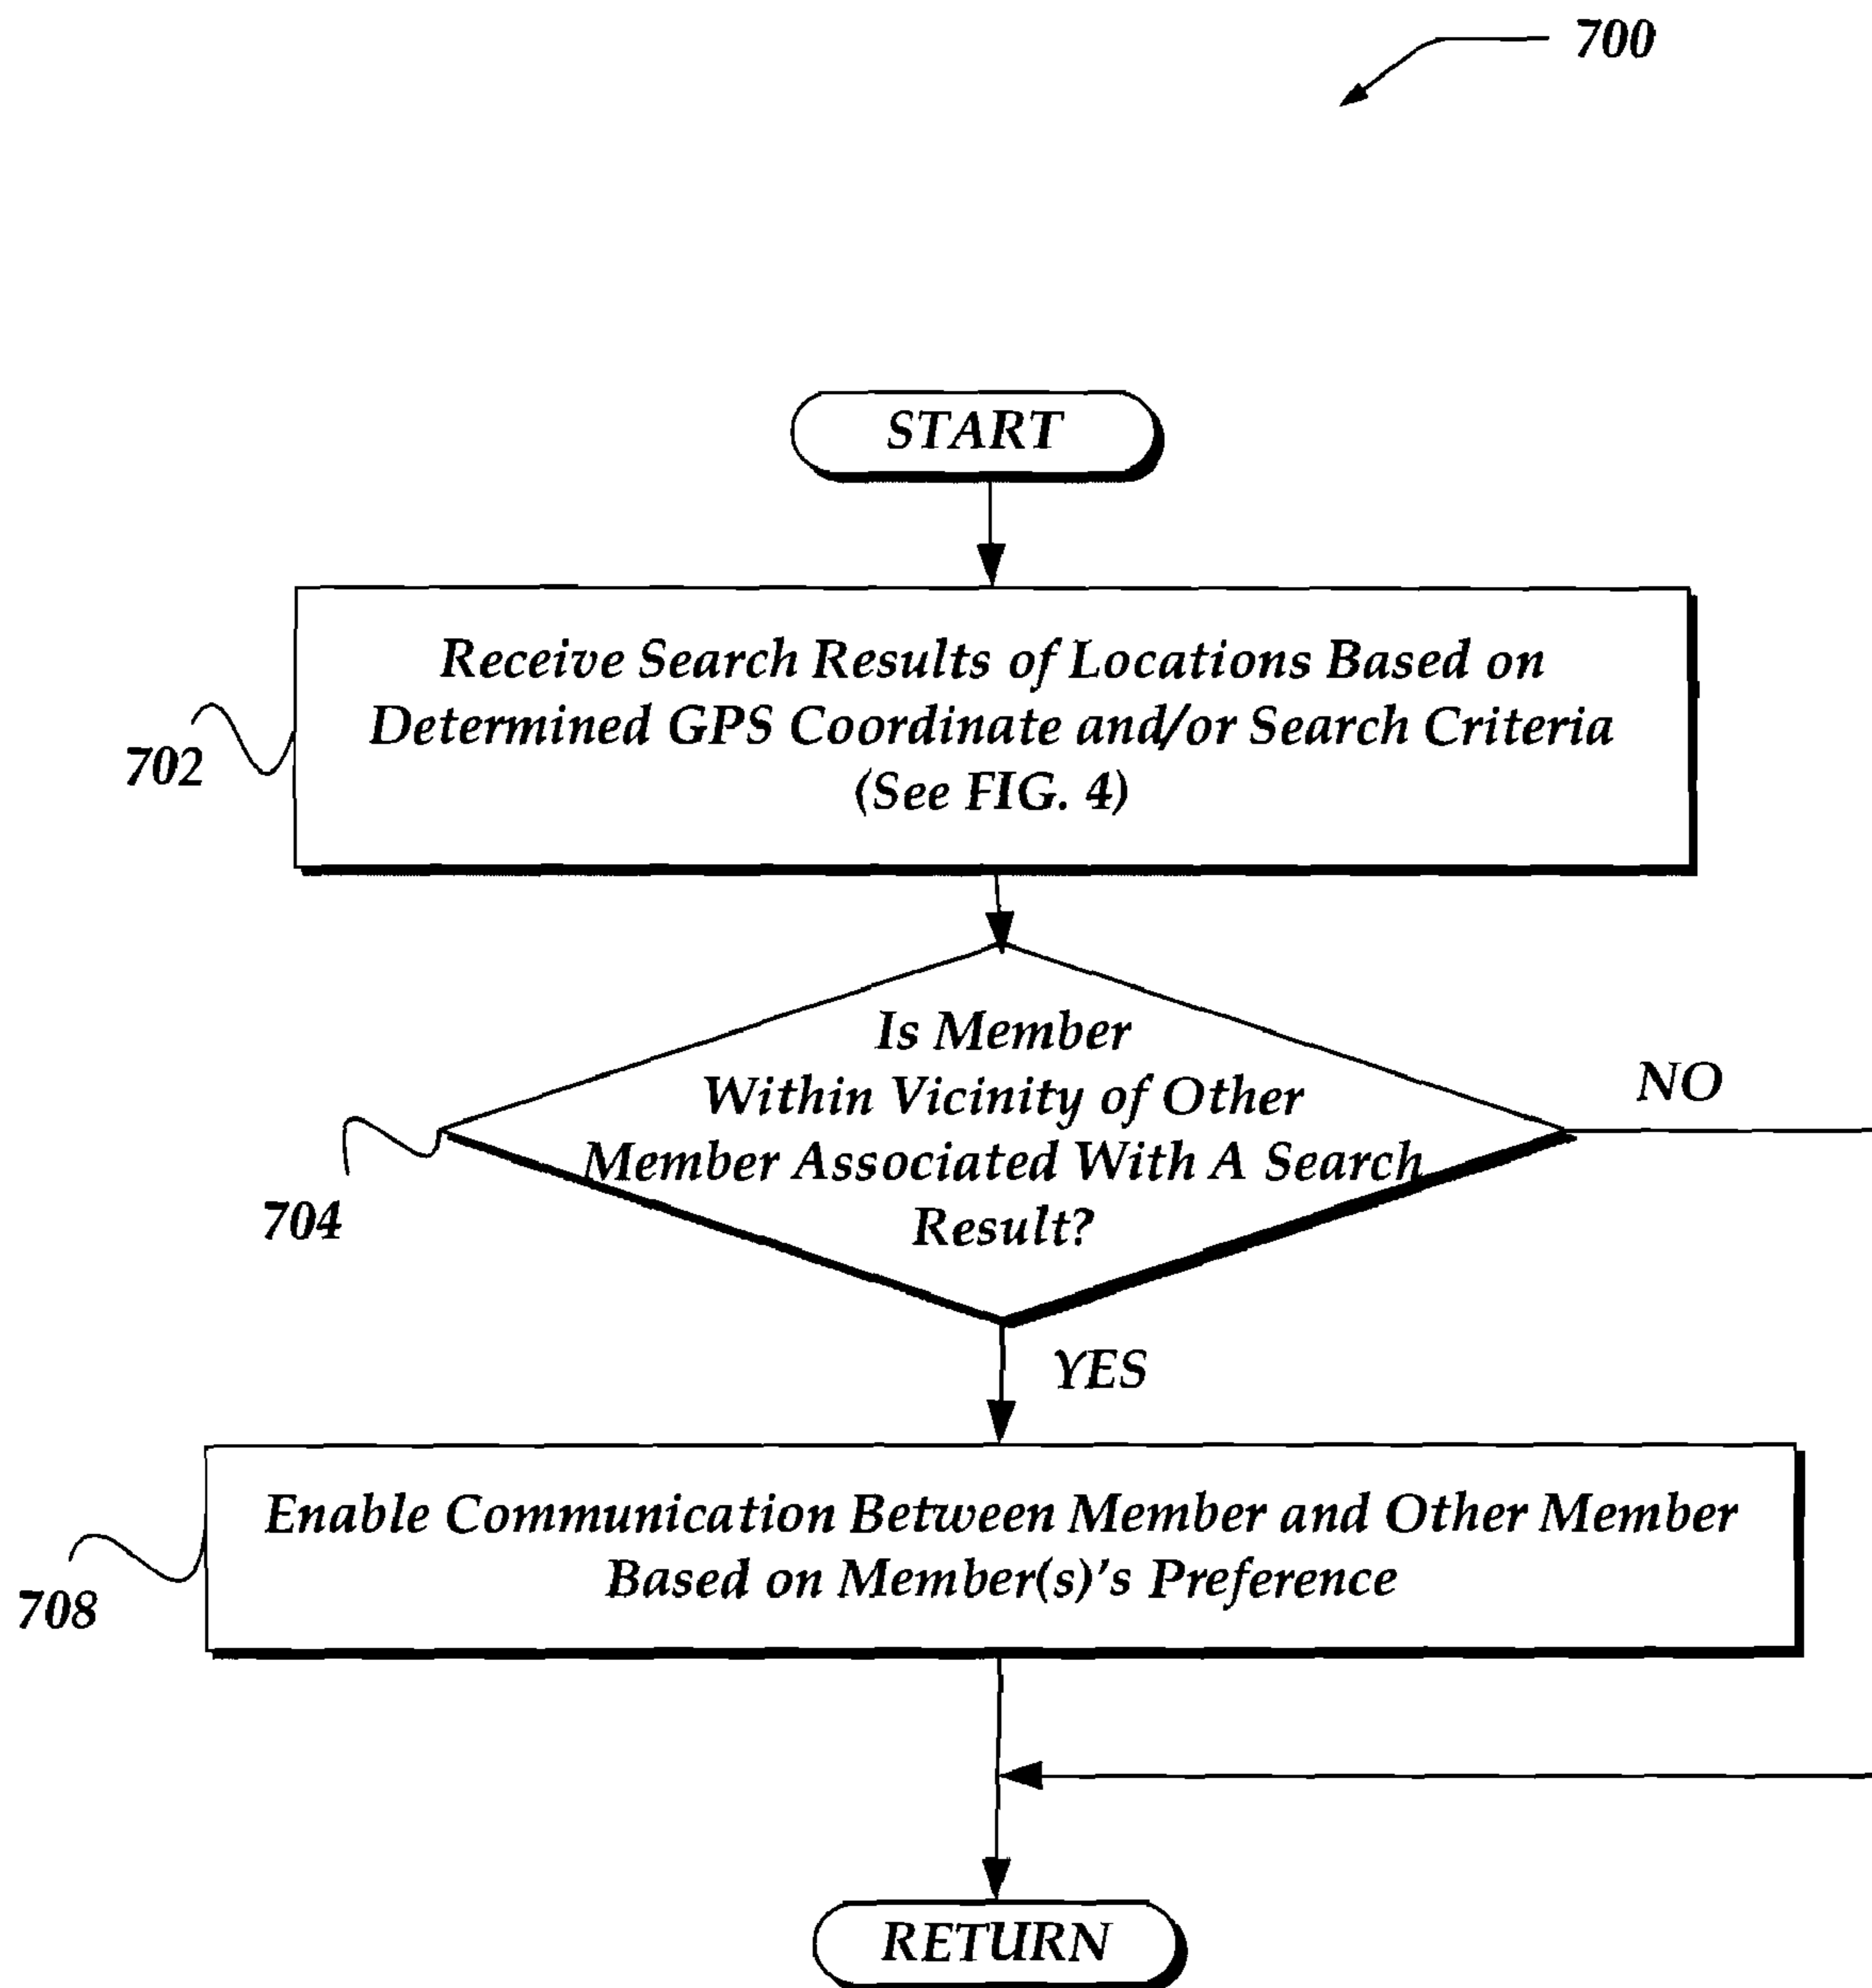 700
START
Receive Search Results of Locations Based on
Determined GPS Coordinate and/or Search Criteria
(See FIG. 4)
702
Is Member
Within Vicinity of Other
Member Associated With A Search
Result?
NO
704
YES
Enable Communication Between Member and Other Member
Based on Member(s)'s Preference
708
RETURN